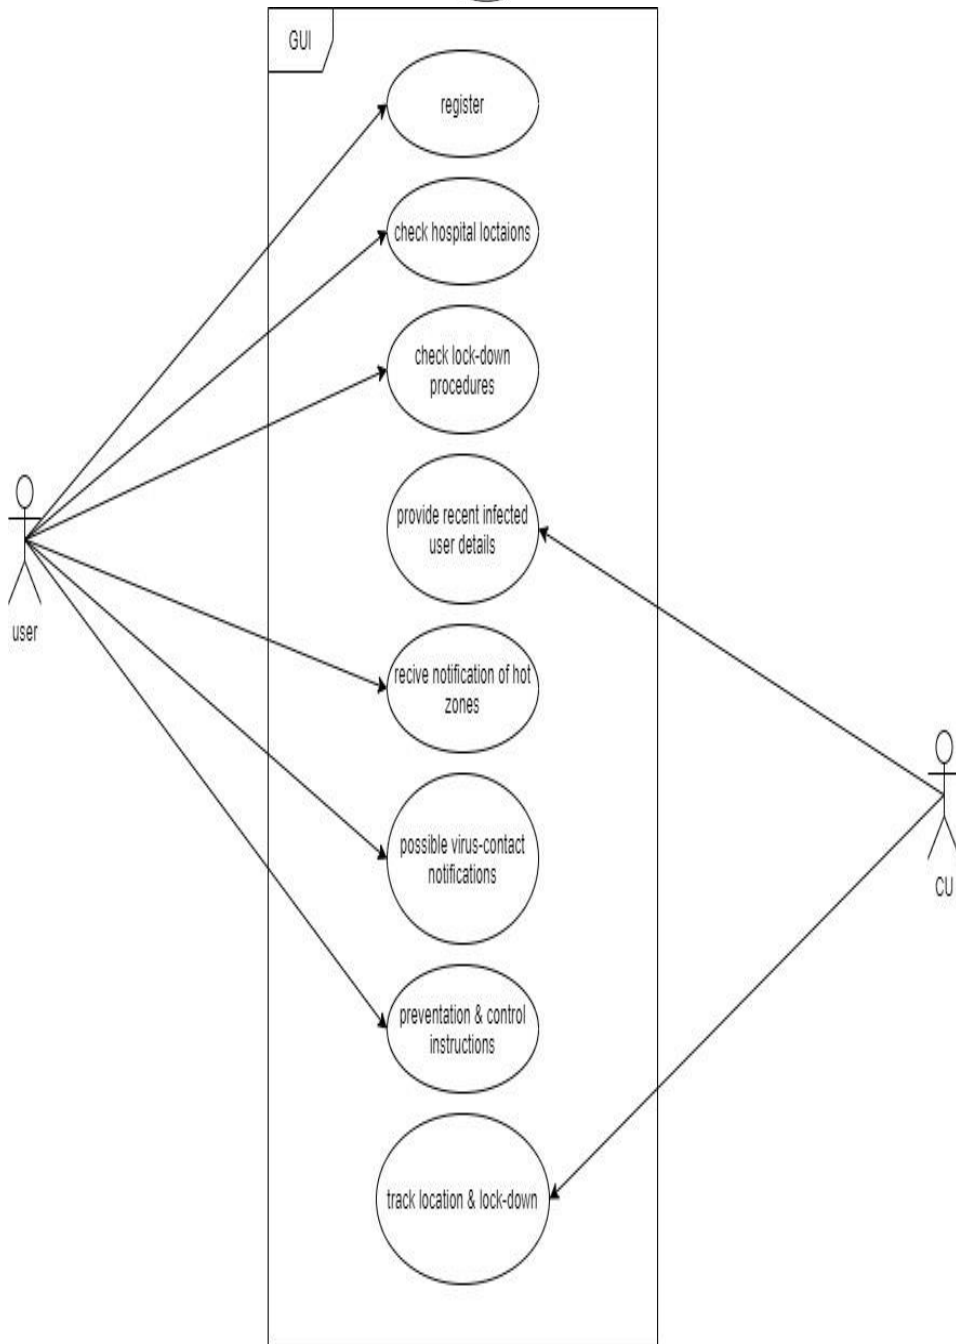 GUI
register
check hospital loctaions
check lock-down
procedures
provide recent infected
user details
recive notification of hot
zones
user
possible virus-contact
notifications
CU
preventation & control
instructions
track location & lock-down